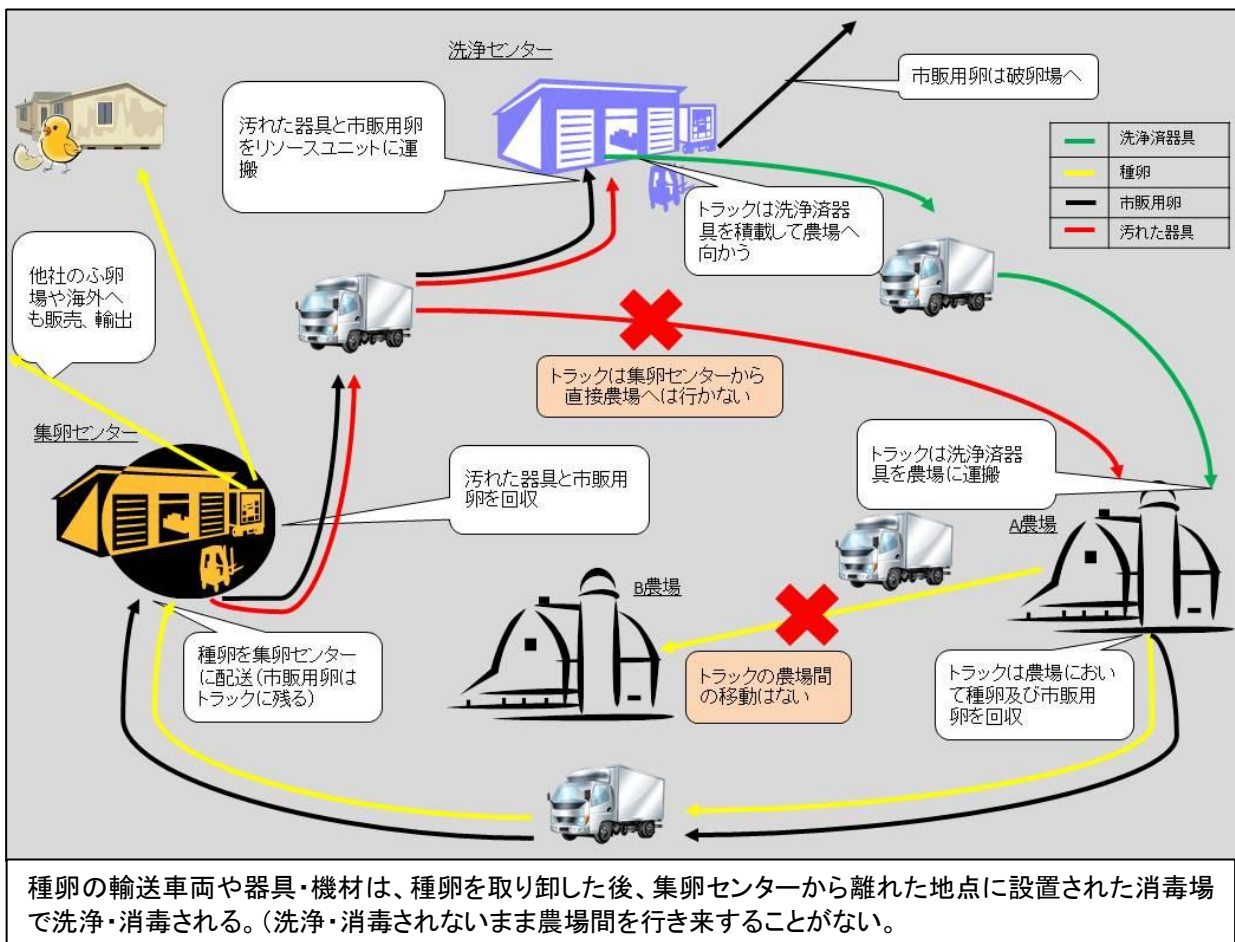 洗浄センター
市販用卵は破卵場へ
汚れた器具と市販用卵
をリソースユニットに運
搬
洗浄済器具
種卵
市販用卵
汚れた器具
トラックは洗浄済器
具を積載して農場へ
向かう
他社のふ卵
場や海外へ
も販売、輸出
トラックは集卵センターから
直接農場へは行かない
集卵センター
トラックは洗浄済器
具を農場に運搬
汚れた器具と市販用
卵を回収
A農場
B農場
種卵を集卵センター
に配送(市販用卵は
トラックに残る)
トラックの農場間
の移動はない
トラックは農場におい
て種卵及び市販用
卵を回収
種卵の輸送車両や器具・機材は、種卵を取り卸した後、集卵センターから離れた地点に設置された消毒場
で洗浄・消毒される。(洗浄・消毒されないまま農場間を行き来することがない。